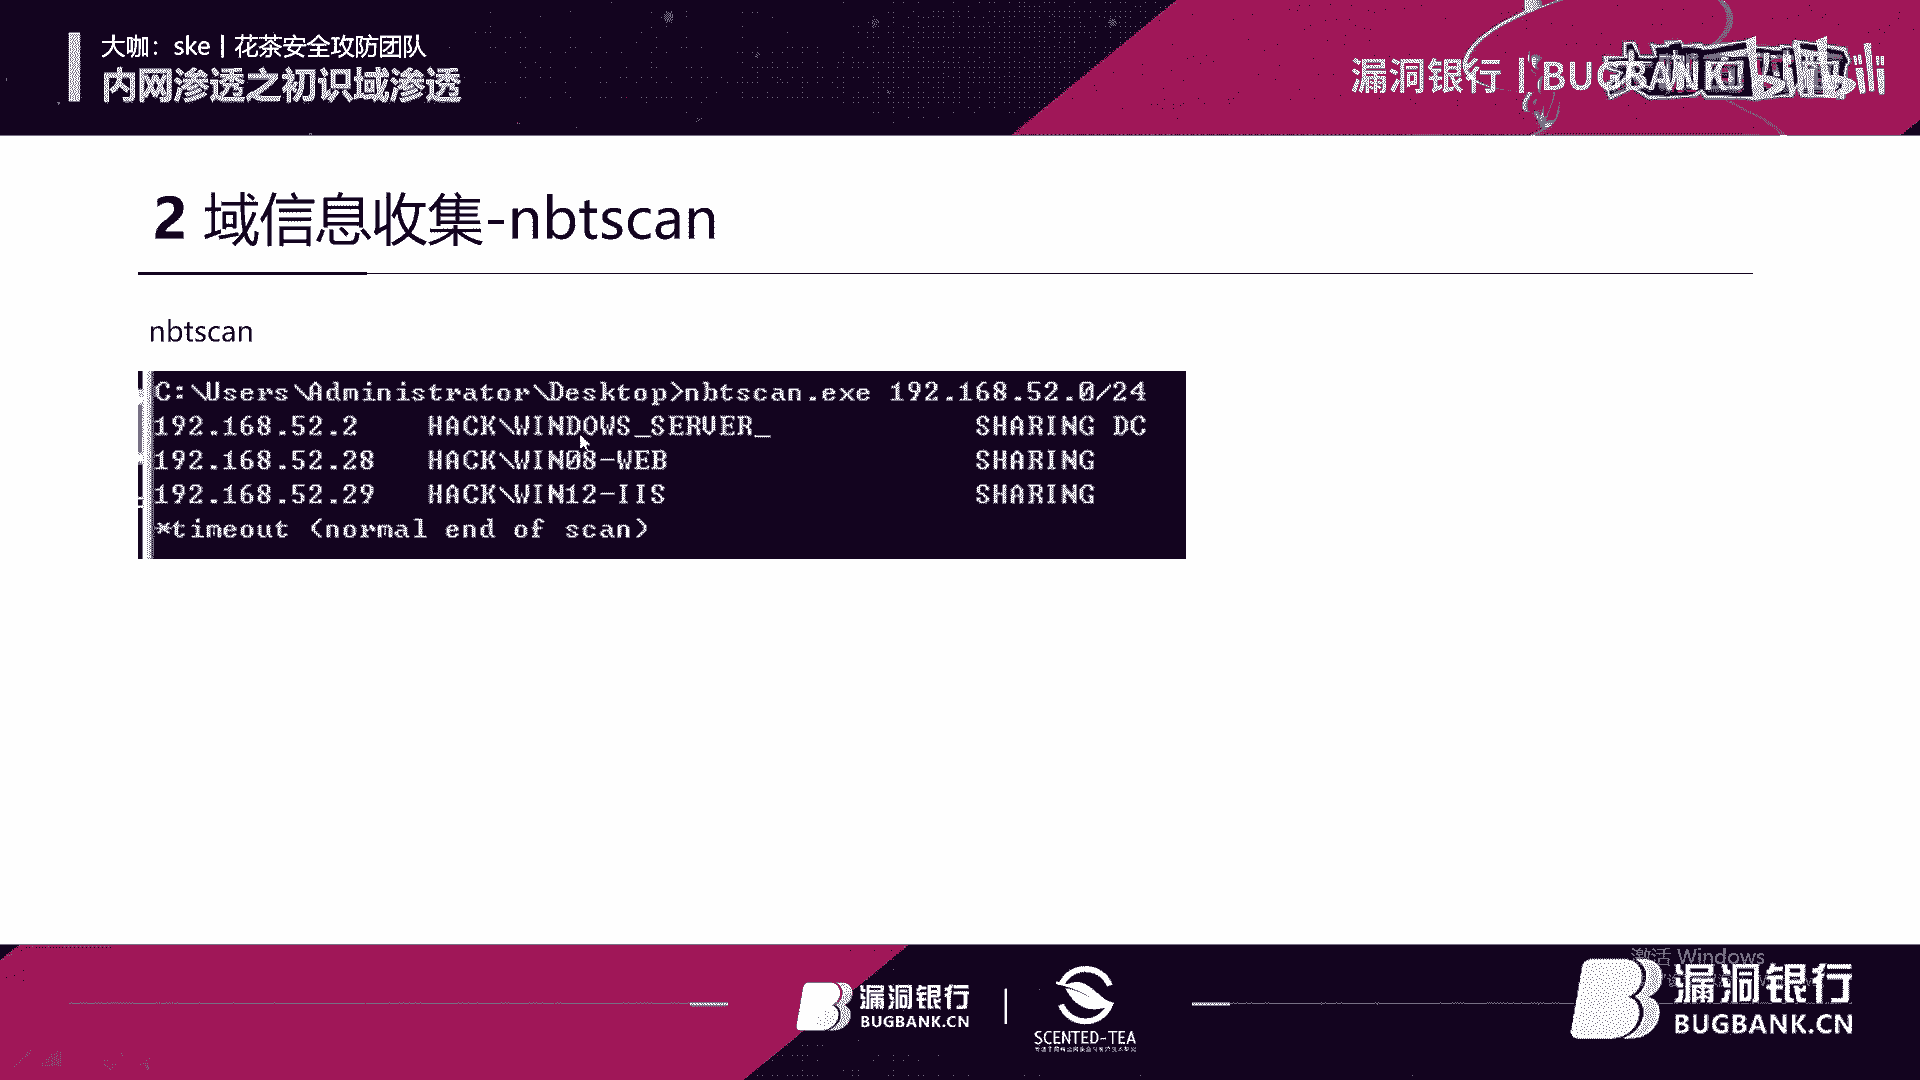 大咖：ske | 花茶安全攻防团队
内网渗透之初识域渗透
漏洞银行 | BUGBANK
2 域信息收集-nbtscan
nbtscan
C:\Users\Administrator\Desktop>nbtscan.exe 192.168.52.0/24
192.168.52.2 HACK\WINDOWS_SERVER_ SHARING DC
192.168.52.28 HACK\WIN08-WEB SHARING
192.168.52.29 HACK\WIN12-IIS SHARING
*timeout (normal end of scan)
激活 Windows
漏洞银行
BUGBANK.CN
SCENTED-TEA
漏洞银行
BUGBANK.CN